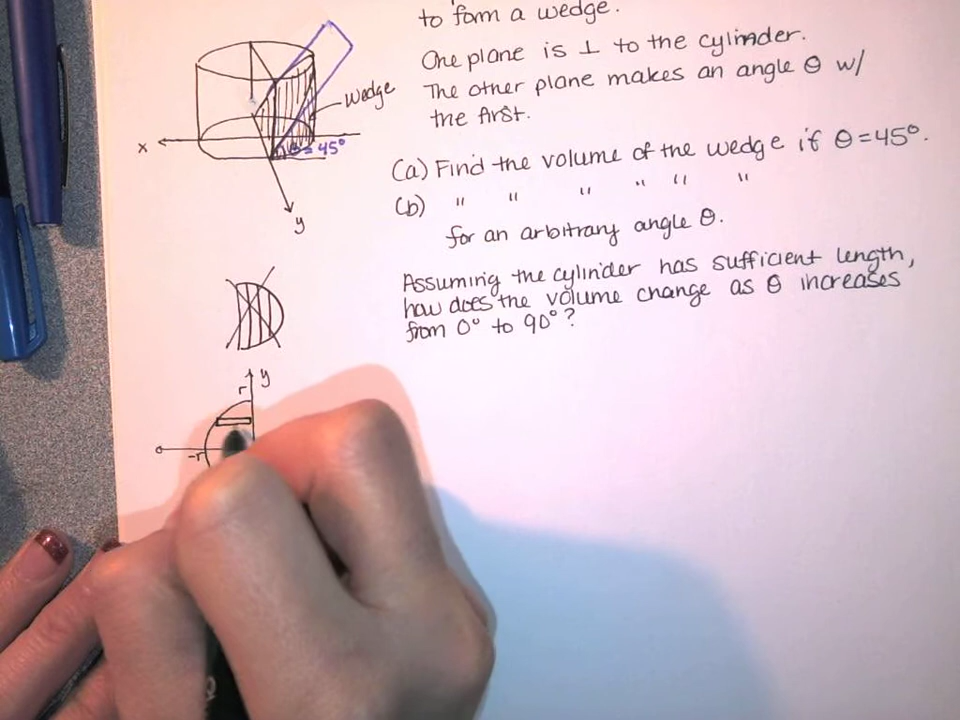 to form a wedge.
One plane is ⊥ to the cylinder.
The other plane makes an angle θ w/
the first.
wedge
x
θ = 45°
y
(a) Find the volume of the wedge if θ = 45°.
(b) " " " " " "
for an arbitrary angle θ.
Assuming the cylinder has sufficient length,
how does the volume change as θ increases
from 0° to 90°?
y
r
-r